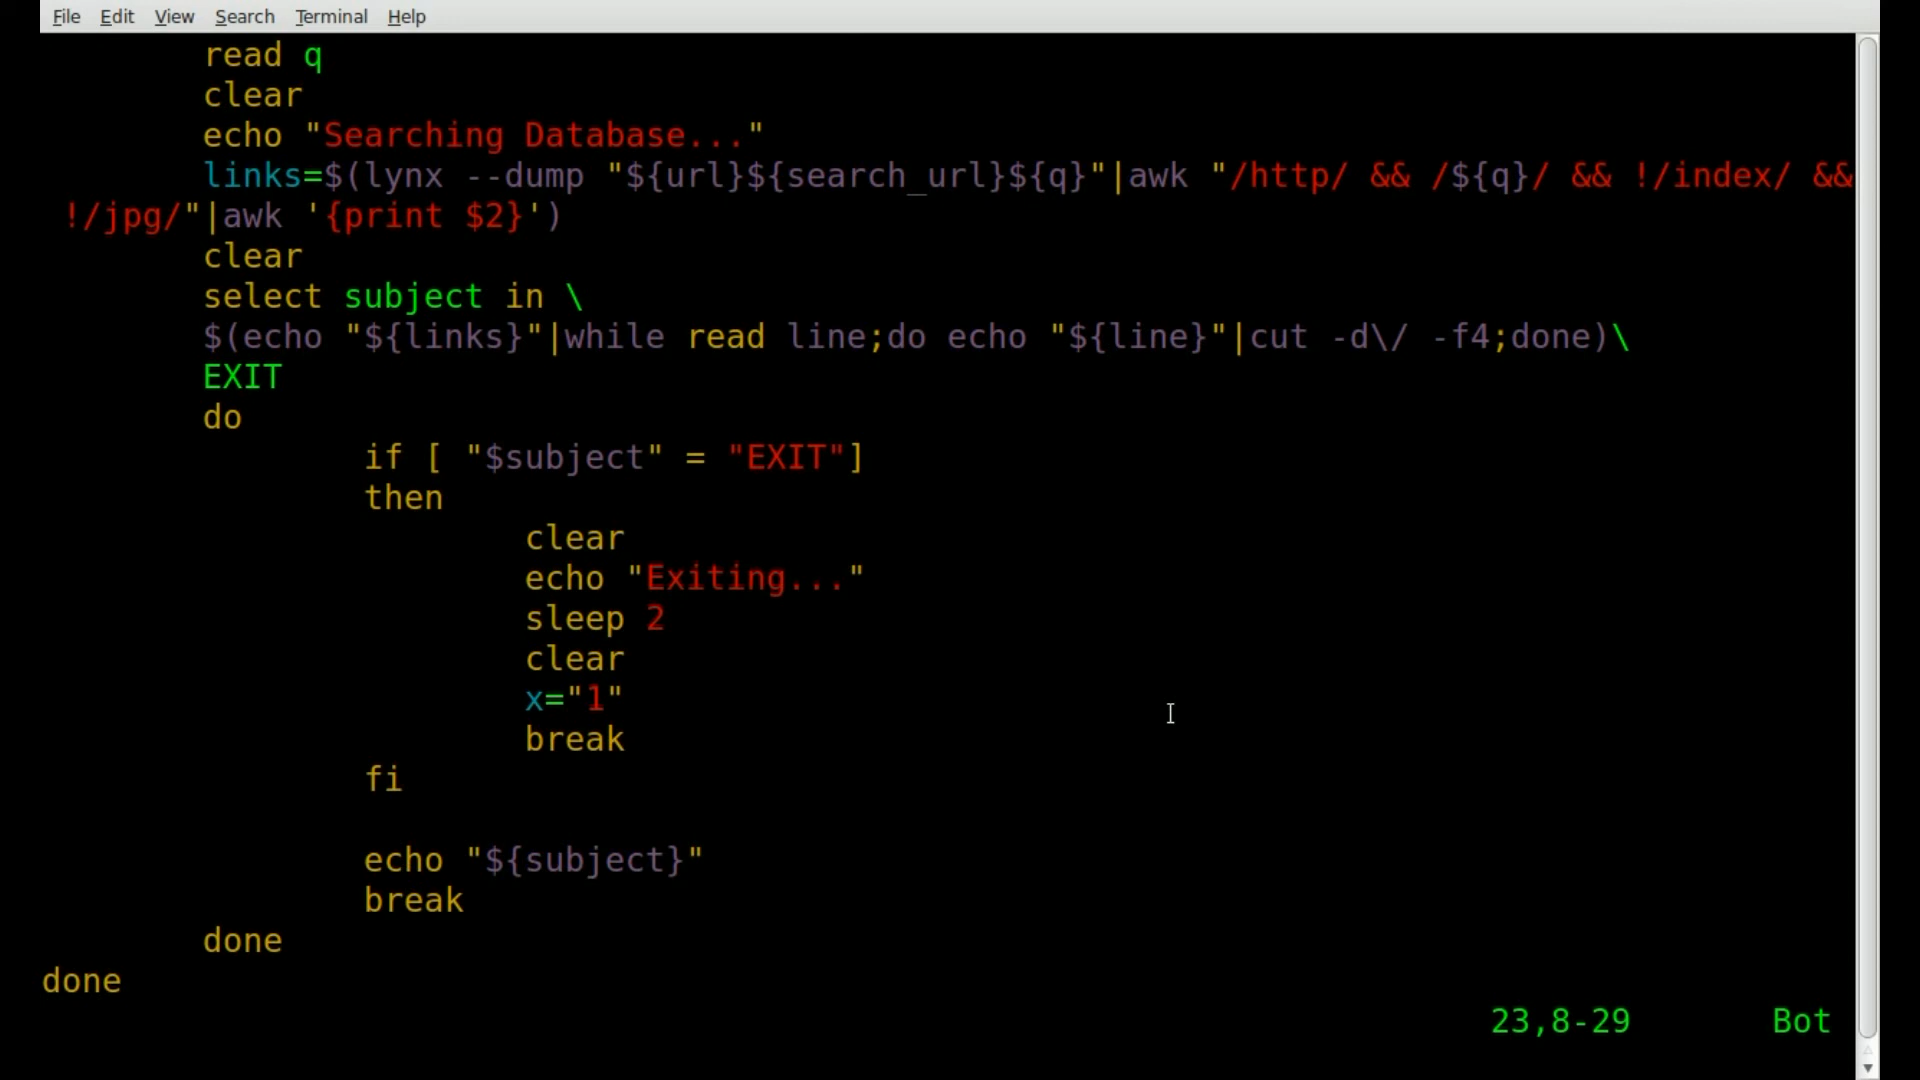 File Edit View Search Terminal Help
read q
clear
echo "Searching Database..."
links=$(lynx --dump "${url}${search_url}${q}"|awk "/http/ && /${q}/ && !/index/ &&
!/jpg/"|awk '{print $2}')
clear
select subject in \
$(echo "${links}"|while read line;do echo "${line}"|cut -d\/ -f4;done)\
EXIT
do
if [ "$subject" = "EXIT"]
then
clear
echo "Exiting..."
sleep 2
clear
x="1"
break
fi
echo "${subject}"
break
done
done
23,8-29 Bot